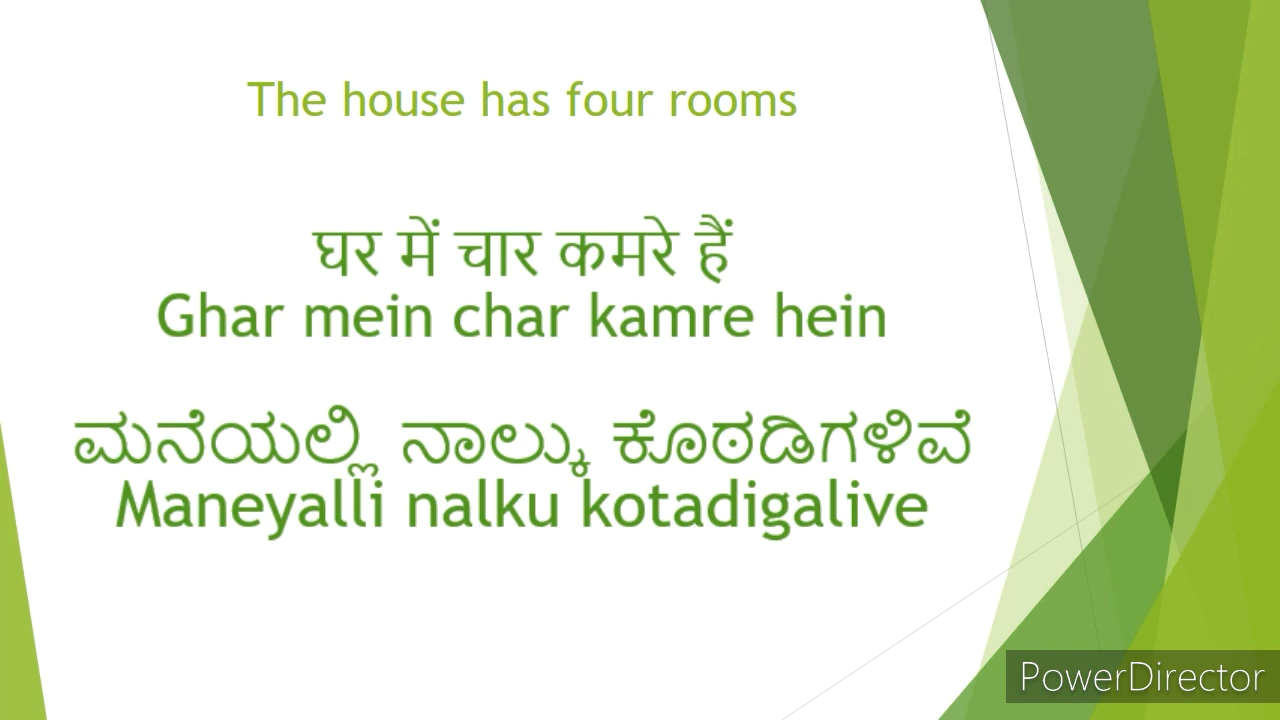 The house has four rooms
घर में चार कमरे हैं
Ghar mein char kamre hein
ಮನೆಯಲ್ಲಿ ನಾಲ್ಕು ಕೊಠಡಿಗಳಿವೆ
Maneyalli nalku kotadigalive
PowerDirector